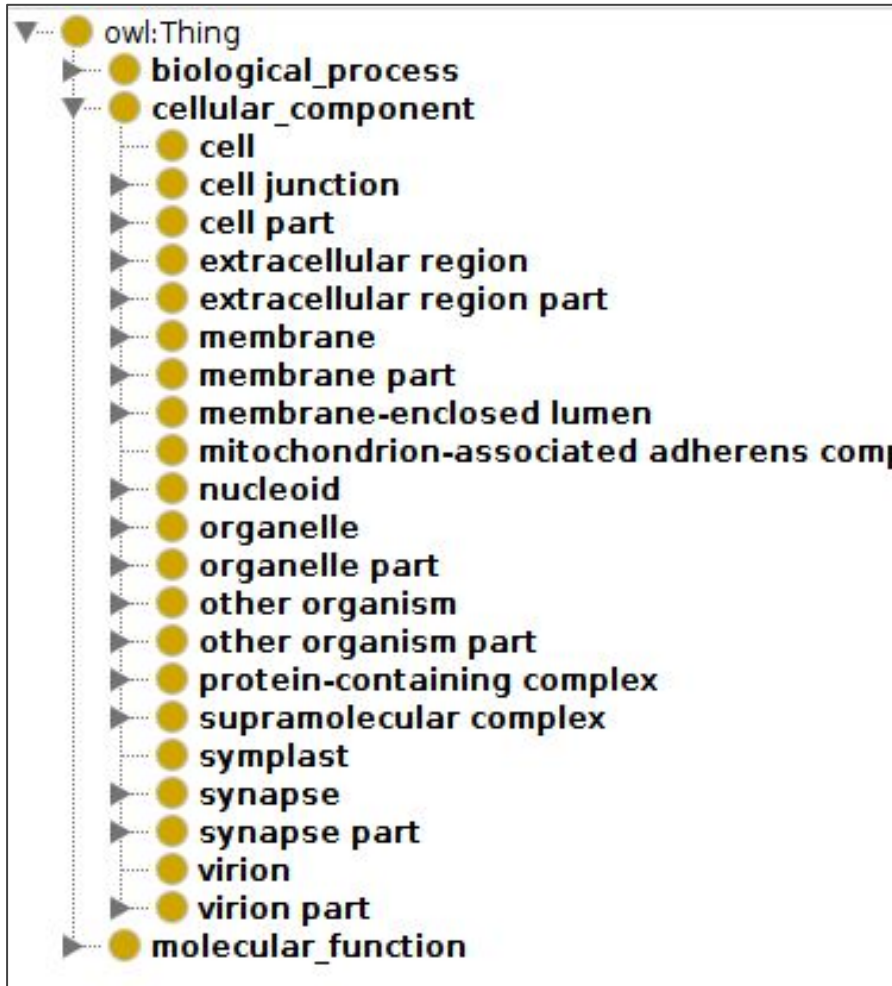 owl:Thing
biological_process
cellular_component
cell
cell junction
cell part
extracellular region
extracellular region part
membrane
membrane part
membrane-enclosed lumen
mitochondrion-associated adherens
nucleoid
organelle
organelle part
other organism
other organism part
protein-containing complex
supramolecular complex
symplast
synapse
synapse part
virion
virion part
molecular_function